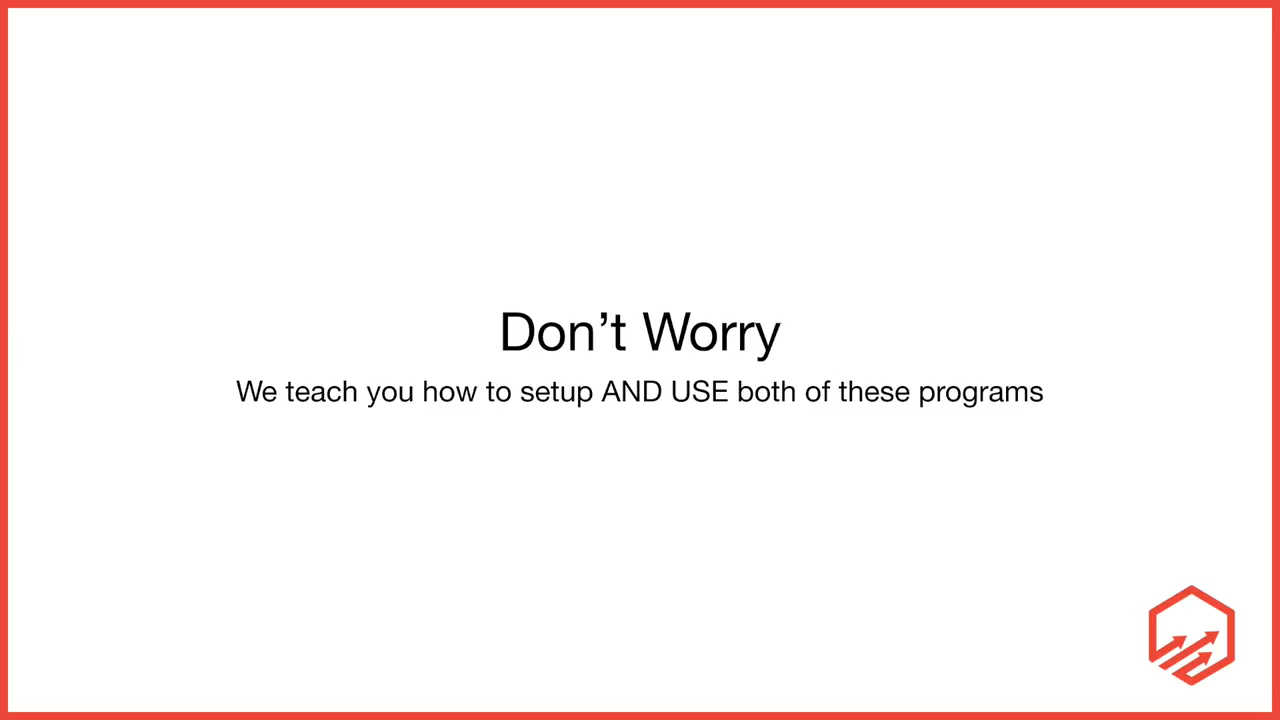 Don’t Worry
We teach you how to setup AND USE both of these programs